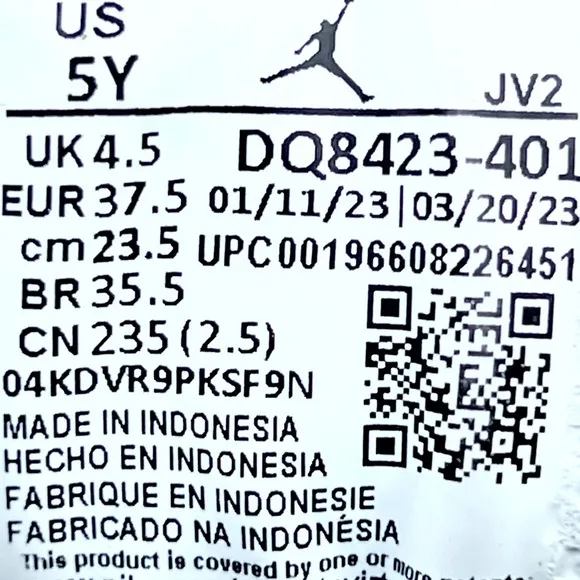 US
5Y
JV2
UK 4.5 DQ8423-401
EUR 37.5 01/11/23|03/20/23
cm 23.5 UPC00196608226451
BR 35.5
CN 235 (2.5)
04KDVR9PKSF9N
MADE IN INDONESIA
HECHO EN INDONESIA
FABRIQUE EN INDONESIE
FABRICADO NA INDONÉSIA
This product is covered by one or more